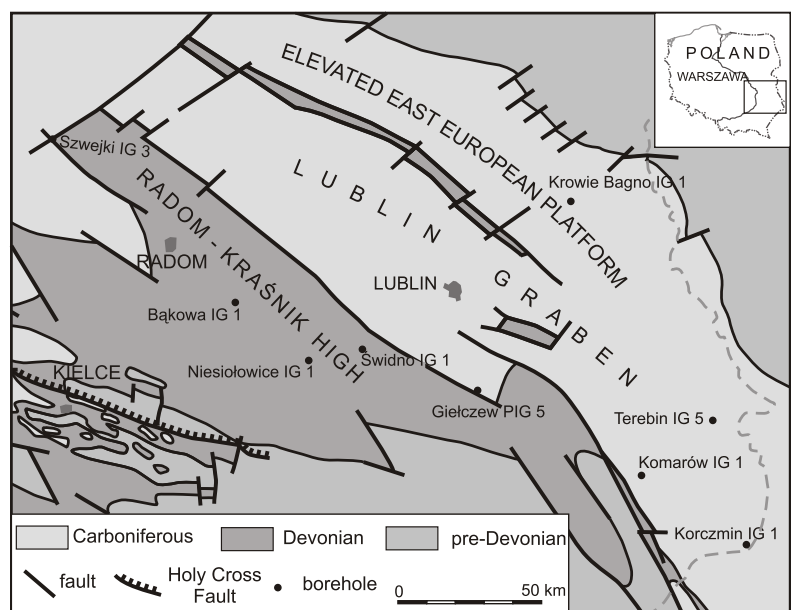 POLAND
WARSZAWA
ELEVATED EAST EUROPEAN PLATFORM
Szwejki IG 3
Krowie Bagno IG 1
LUBLIN GRABEN
RADOM - KRAŚNIK HIGH
RADOM
LUBLIN
Bąkowa IG 1
Niesiołowice IG 1
Świdno IG 1
KIELCE
Giełczew PIG 5
Terebin IG 5
Komarów IG 1
Korczmin IG 1
Carboniferous
Devonian
pre-Devonian
fault
Holy Cross
Fault
borehole
0
50 km